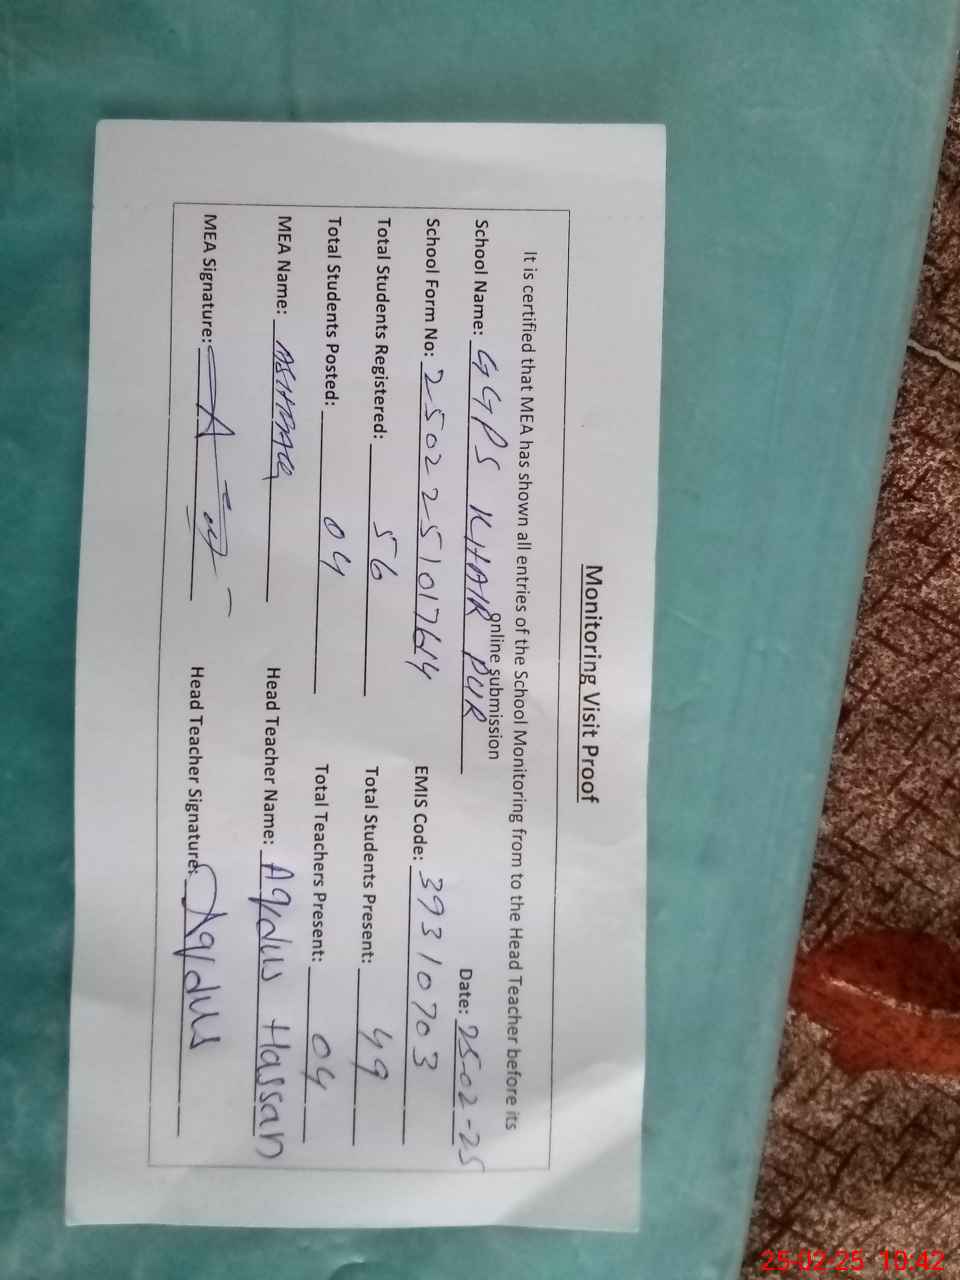 Monitoring Visit Proof
It is certified that MEA has shown all entries of the School Monitoring from to the Head Teacher before its
online submission
School Name: GGPS KHAIR PUR Date: 25-02-25
School Form No: 2502251017614 EMIS Code: 39310703
Total Students Registered: 56 Total Students Present: 49
Total Students Posted: 04 Total Teachers Present: 04
MEA Name: ASHFAQ Head Teacher Name: Aqdus Hassan
MEA Signature: Head Teacher Signature: Aqdus
25-02-25 10:42